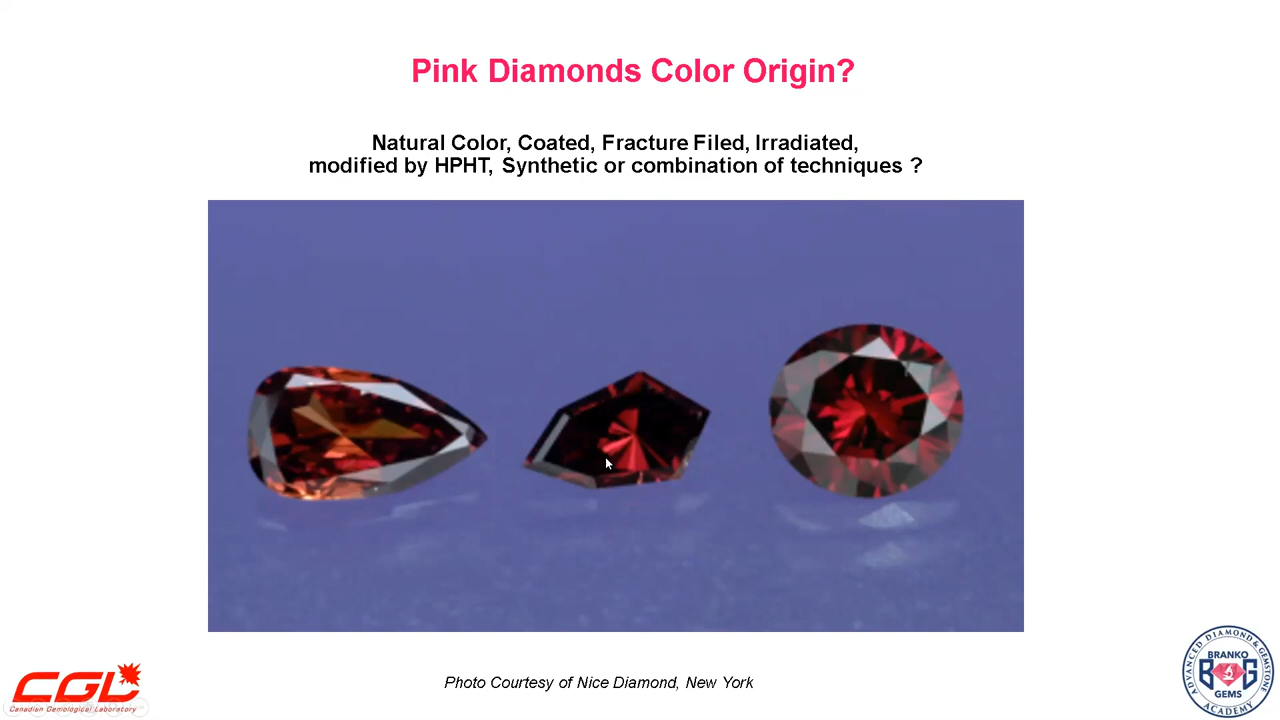 Pink Diamonds Color Origin?
Natural Color, Coated, Fracture Filed, Irradiated,
modified by HPHT, Synthetic or combination of techniques ?
Photo Courtesy of Nice Diamond, New York
CGL
Canadian Gemological Laboratory
ADVANCED DIAMOND & GEMSTONE
BRANKO
BG
GEMS
ACADEMY